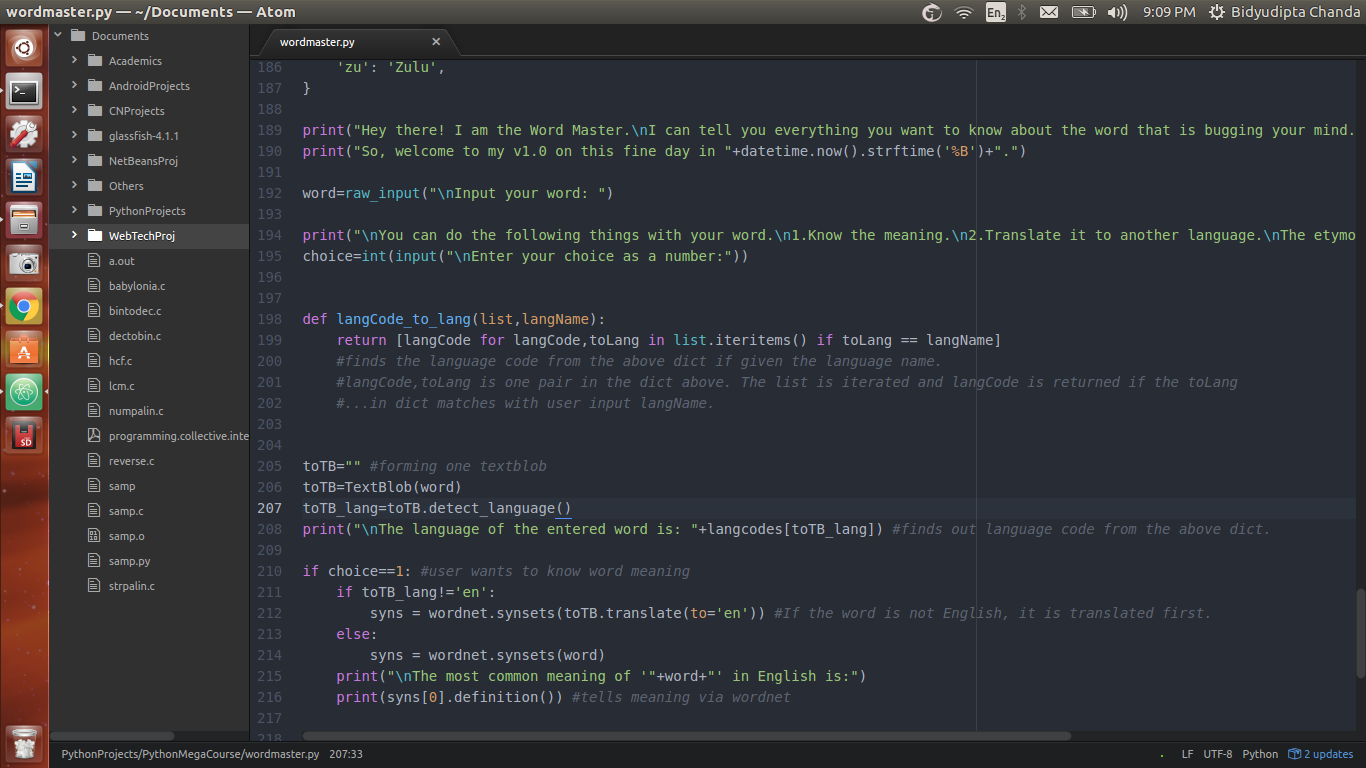 wordmaster.py — ~/Documents — Atom
En2
9:09 PM
Bidyudipta Chanda
Documents
Academics
AndroidProjects
CNProjects
glassfish-4.1.1
NetBeansProj
Others
PythonProjects
WebTechProj
a.out
babylonia.c
bintodec.c
dectobin.c
hcf.c
lcm.c
numpalin.c
programming.collective.inte
reverse.c
samp
samp.c
samp.o
samp.py
strpalin.c
wordmaster.py
186     'zu': 'Zulu',
187 }
188
189 print("Hey there! I am the Word Master.\nI can tell you everything you want to know about the word that is bugging your mind.
190 print("So, welcome to my v1.0 on this fine day in "+datetime.now().strftime('%B')+".")
191
192 word=raw_input("\nInput your word: ")
193
194 print("\nYou can do the following things with your word.\n1.Know the meaning.\n2.Translate it to another language.\nThe etymo
195 choice=int(input("\nEnter your choice as a number:"))
196
197
198 def langCode_to_lang(list,langName):
199     return [langCode for langCode,toLang in list.iteritems() if toLang == langName]
200     #finds the language code from the above dict if given the language name.
201     #langCode,toLang is one pair in the dict above. The list is iterated and langCode is returned if the toLang
202     #...in dict matches with user input langName.
203
204
205 toTB="" #forming one textblob
206 toTB=TextBlob(word)
207 toTB_lang=toTB.detect_language()
208 print("\nThe language of the entered word is: "+langcodes[toTB_lang]) #finds out language code from the above dict.
209
210 if choice==1: #user wants to know word meaning
211     if toTB_lang!='en':
212         syns = wordnet.synsets(toTB.translate(to='en')) #If the word is not English, it is translated first.
213     else:
214         syns = wordnet.synsets(word)
215     print("\nThe most common meaning of '"+word+"' in English is:")
216     print(syns[0].definition()) #tells meaning via wordnet
217
218
PythonProjects/PythonMegaCourse/wordmaster.py 207:33
LF UTF-8 Python 2 updates
SD